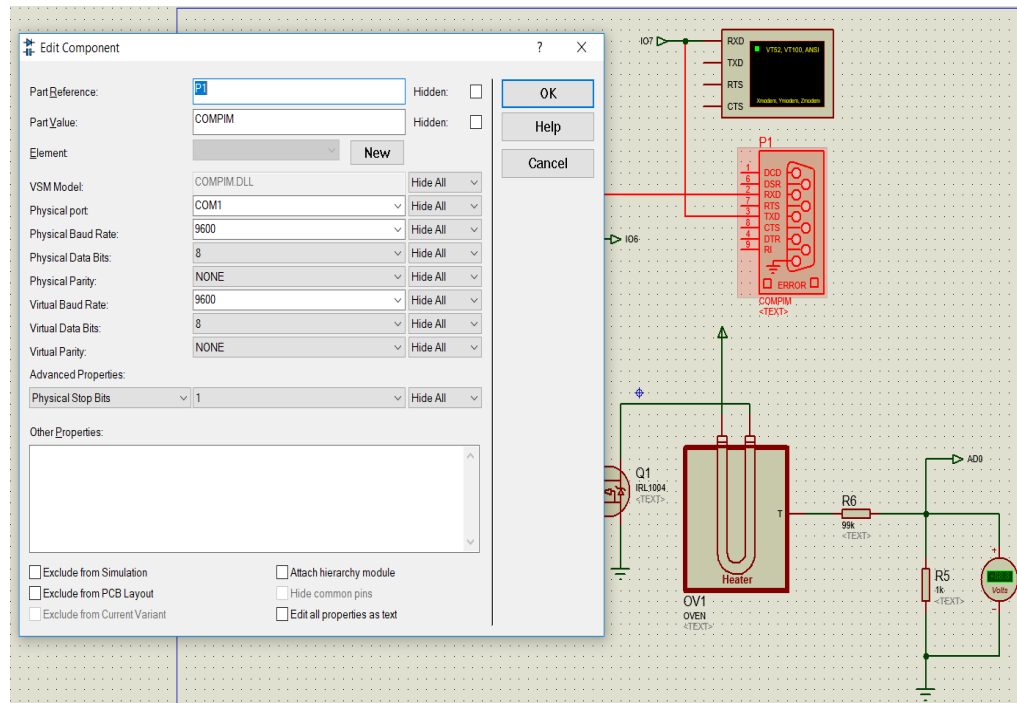 Edit Component
? X
Part Reference:
P1
Hidden:
OK
Part Value:
COMPIM
Hidden:
Help
Element:
New
Cancel
VSM Model:
COMPIM.DLL
Hide All
Physical port:
COM1
Hide All
Physical Baud Rate:
9600
Hide All
Physical Data Bits:
8
Hide All
Physical Parity:
NONE
Hide All
Virtual Baud Rate:
9600
Hide All
Virtual Data Bits:
8
Hide All
Virtual Parity:
NONE
Hide All
Advanced Properties:
Physical Stop Bits
1
Hide All
Other Properties:
Exclude from Simulation
Attach hierarchy module
Exclude from PCB Layout
Hide common pins
Exclude from Current Variant
Edit all properties as text
IO7
RXD
TXD
RTS
CTS
VT52, VT100, ANSI
Xmodem, Ymodem, Zmodem
P1
1 DCD
6 DSR
2 RXD
7 RTS
3 TXD
8 CTS
4 DTR
9 RI
ERROR
COMPIM
<TEXT>
IO6
Q1
IRL1004
<TEXT>
T
Heater
OV1
OVEN
<TEXT>
R6
99k
<TEXT>
AD0
R5
1k
<TEXT>
+
Volts
-